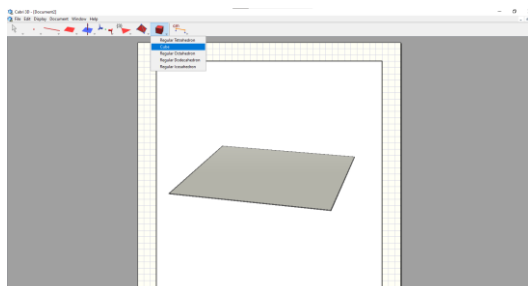 Cabri 3D - [Document2]
File Edit Display Document Window Help
Regular Tetrahedron
Cube
Regular Octahedron
Regular Dodecahedron
Regular Icosahedron